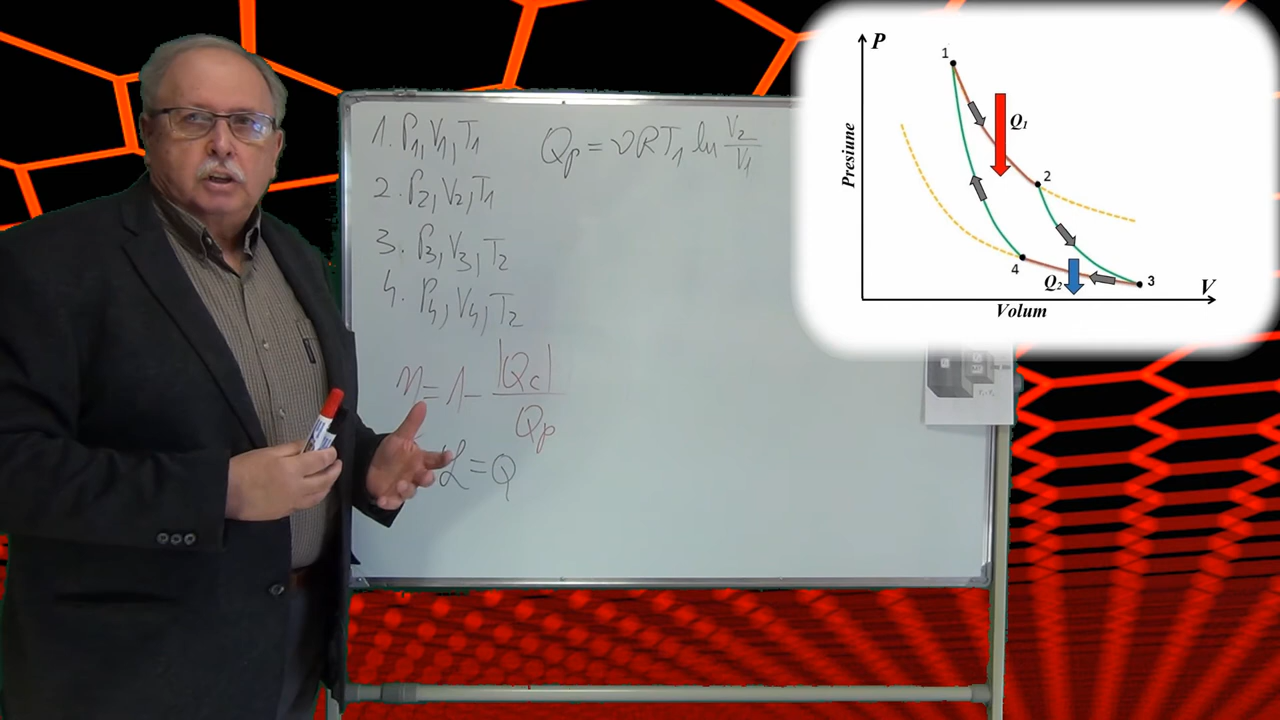 1. P1, V1, T1
2. P2, V2, T1
3. P3, V3, T2
4. P4, V4, T2
Qp = νRT1 ln V2/V1
η = 1 - |Qc|/Qp
L = Q
P
1
Q1
Presiune
2
4
Q2
3
V
Volum